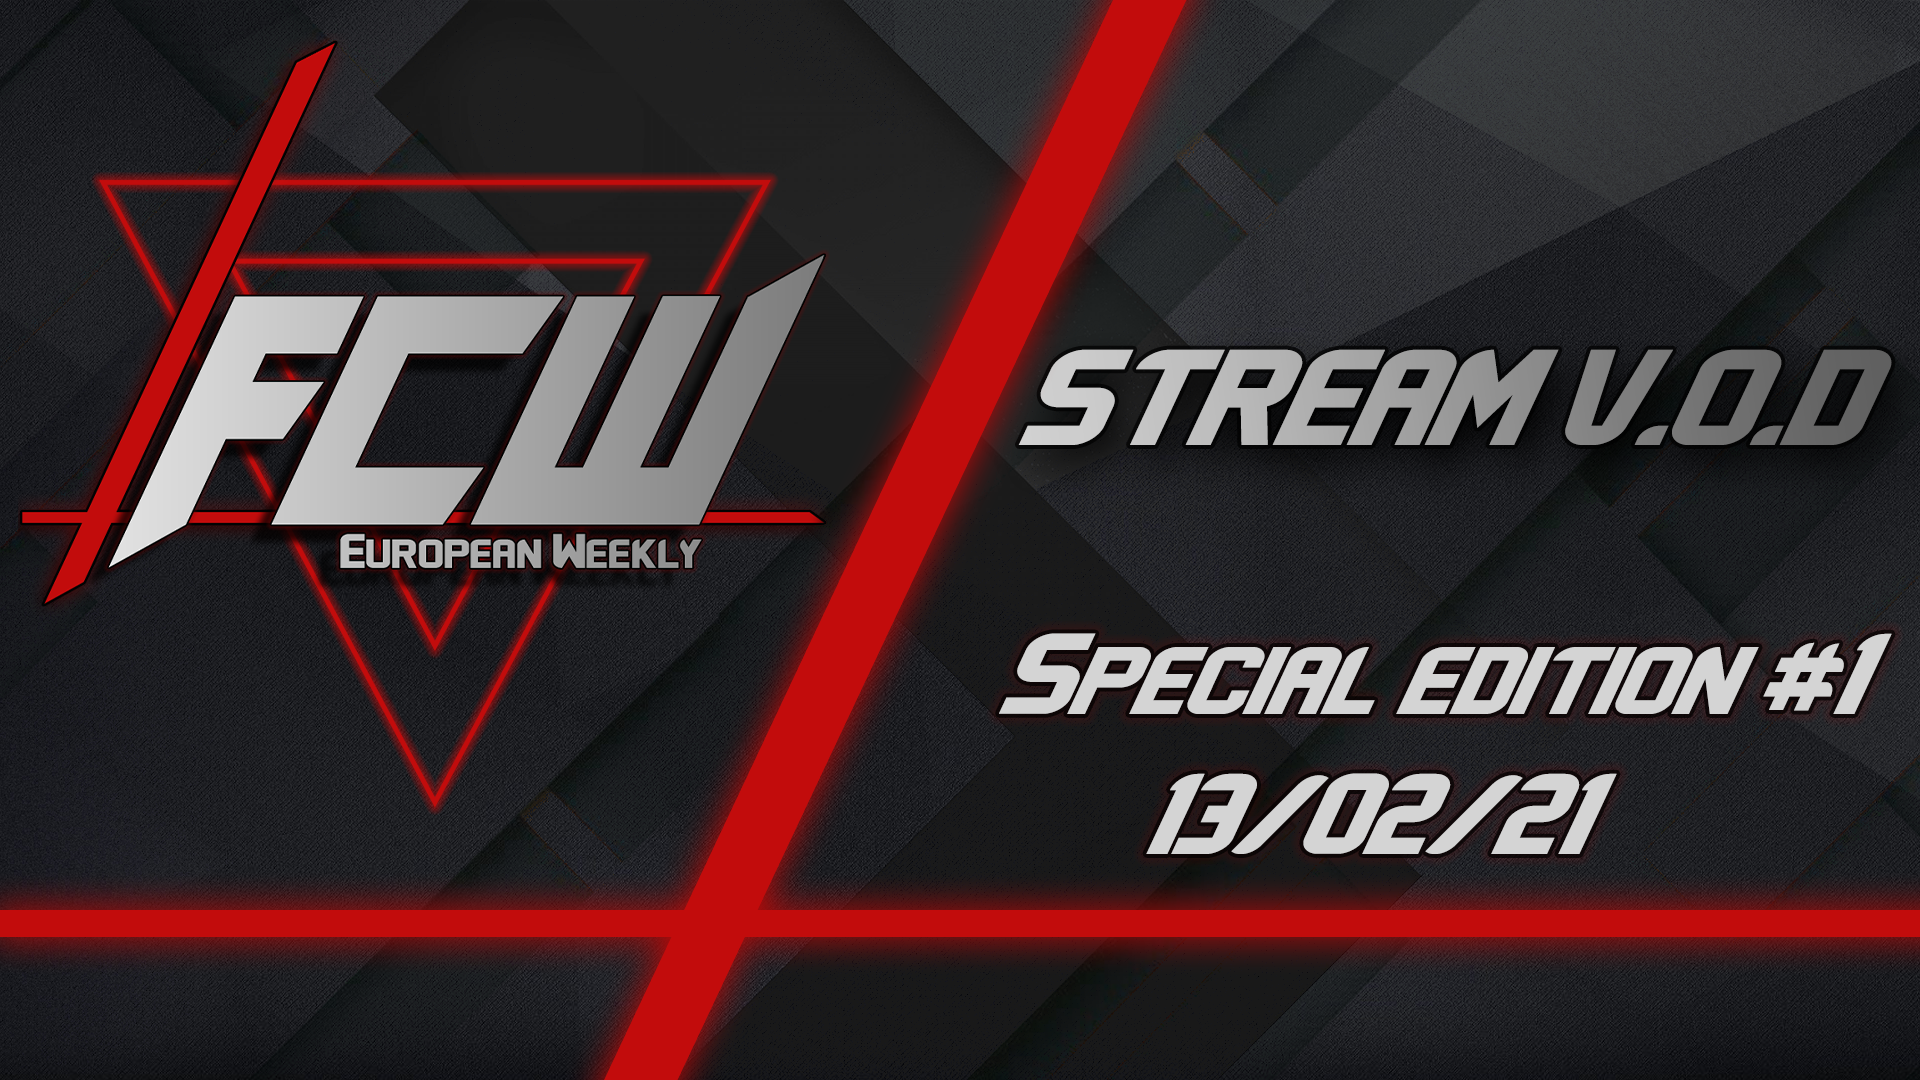 FCW
European Weekly
STREAM V.O.D
Special edition #1
13/02/21